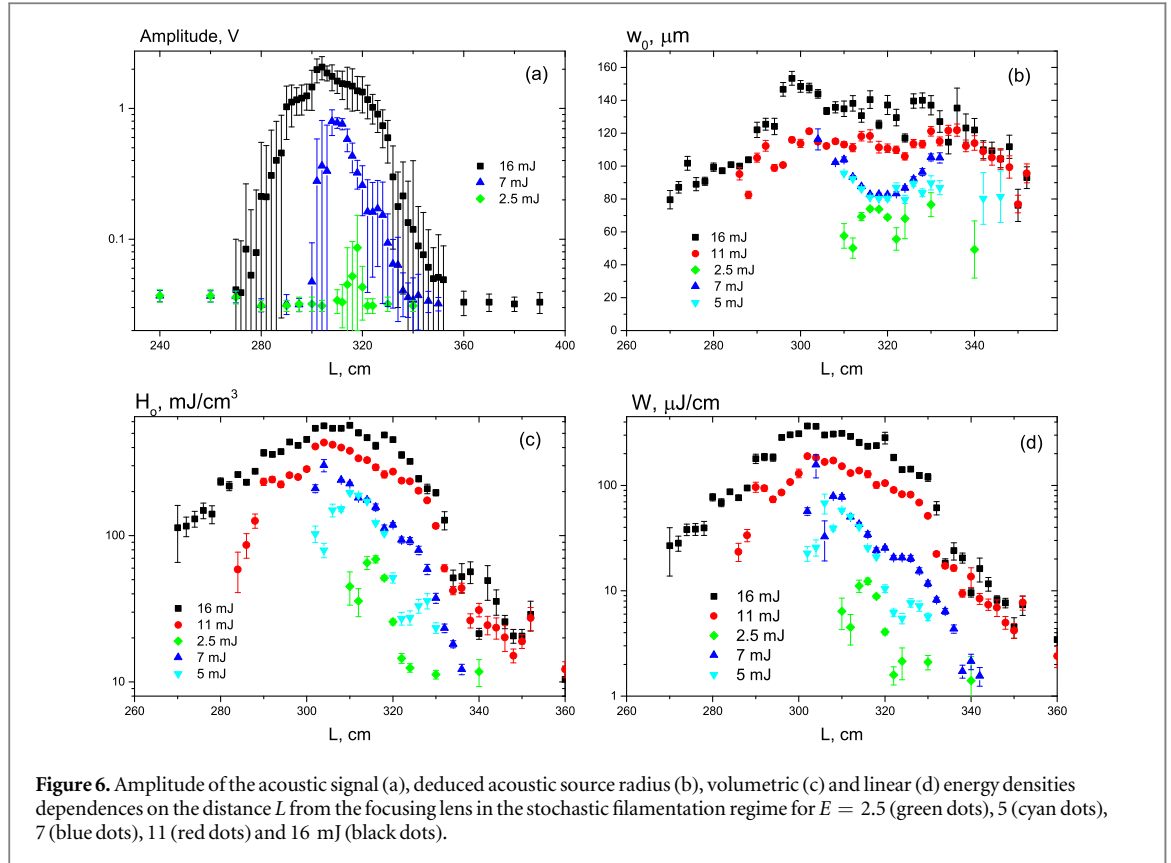 Amplitude, V
(a)
1
0.1
16 mJ
7 mJ
2.5 mJ
240 280 320 360 400
L, cm
w₀, μm
(b)
160
140
120
100
80
60
40
20
0
16 mJ
11 mJ
2.5 mJ
7 mJ
5 mJ
260 280 300 320 340
L, cm
Hₒ, mJ/cm³
(c)
100
10
16 mJ
11 mJ
2.5 mJ
7 mJ
5 mJ
260 280 300 320 340 360
L, cm
W, μJ/cm
(d)
100
10
1
16 mJ
11 mJ
2.5 mJ
7 mJ
5 mJ
260 280 300 320 340 360
L, cm
Figure 6. Amplitude of the acoustic signal (a), deduced acoustic source radius (b), volumetric (c) and linear (d) energy densities
dependences on the distance L from the focusing lens in the stochastic filamentation regime for E = 2.5 (green dots), 5 (cyan dots),
7 (blue dots), 11 (red dots) and 16 mJ (black dots).